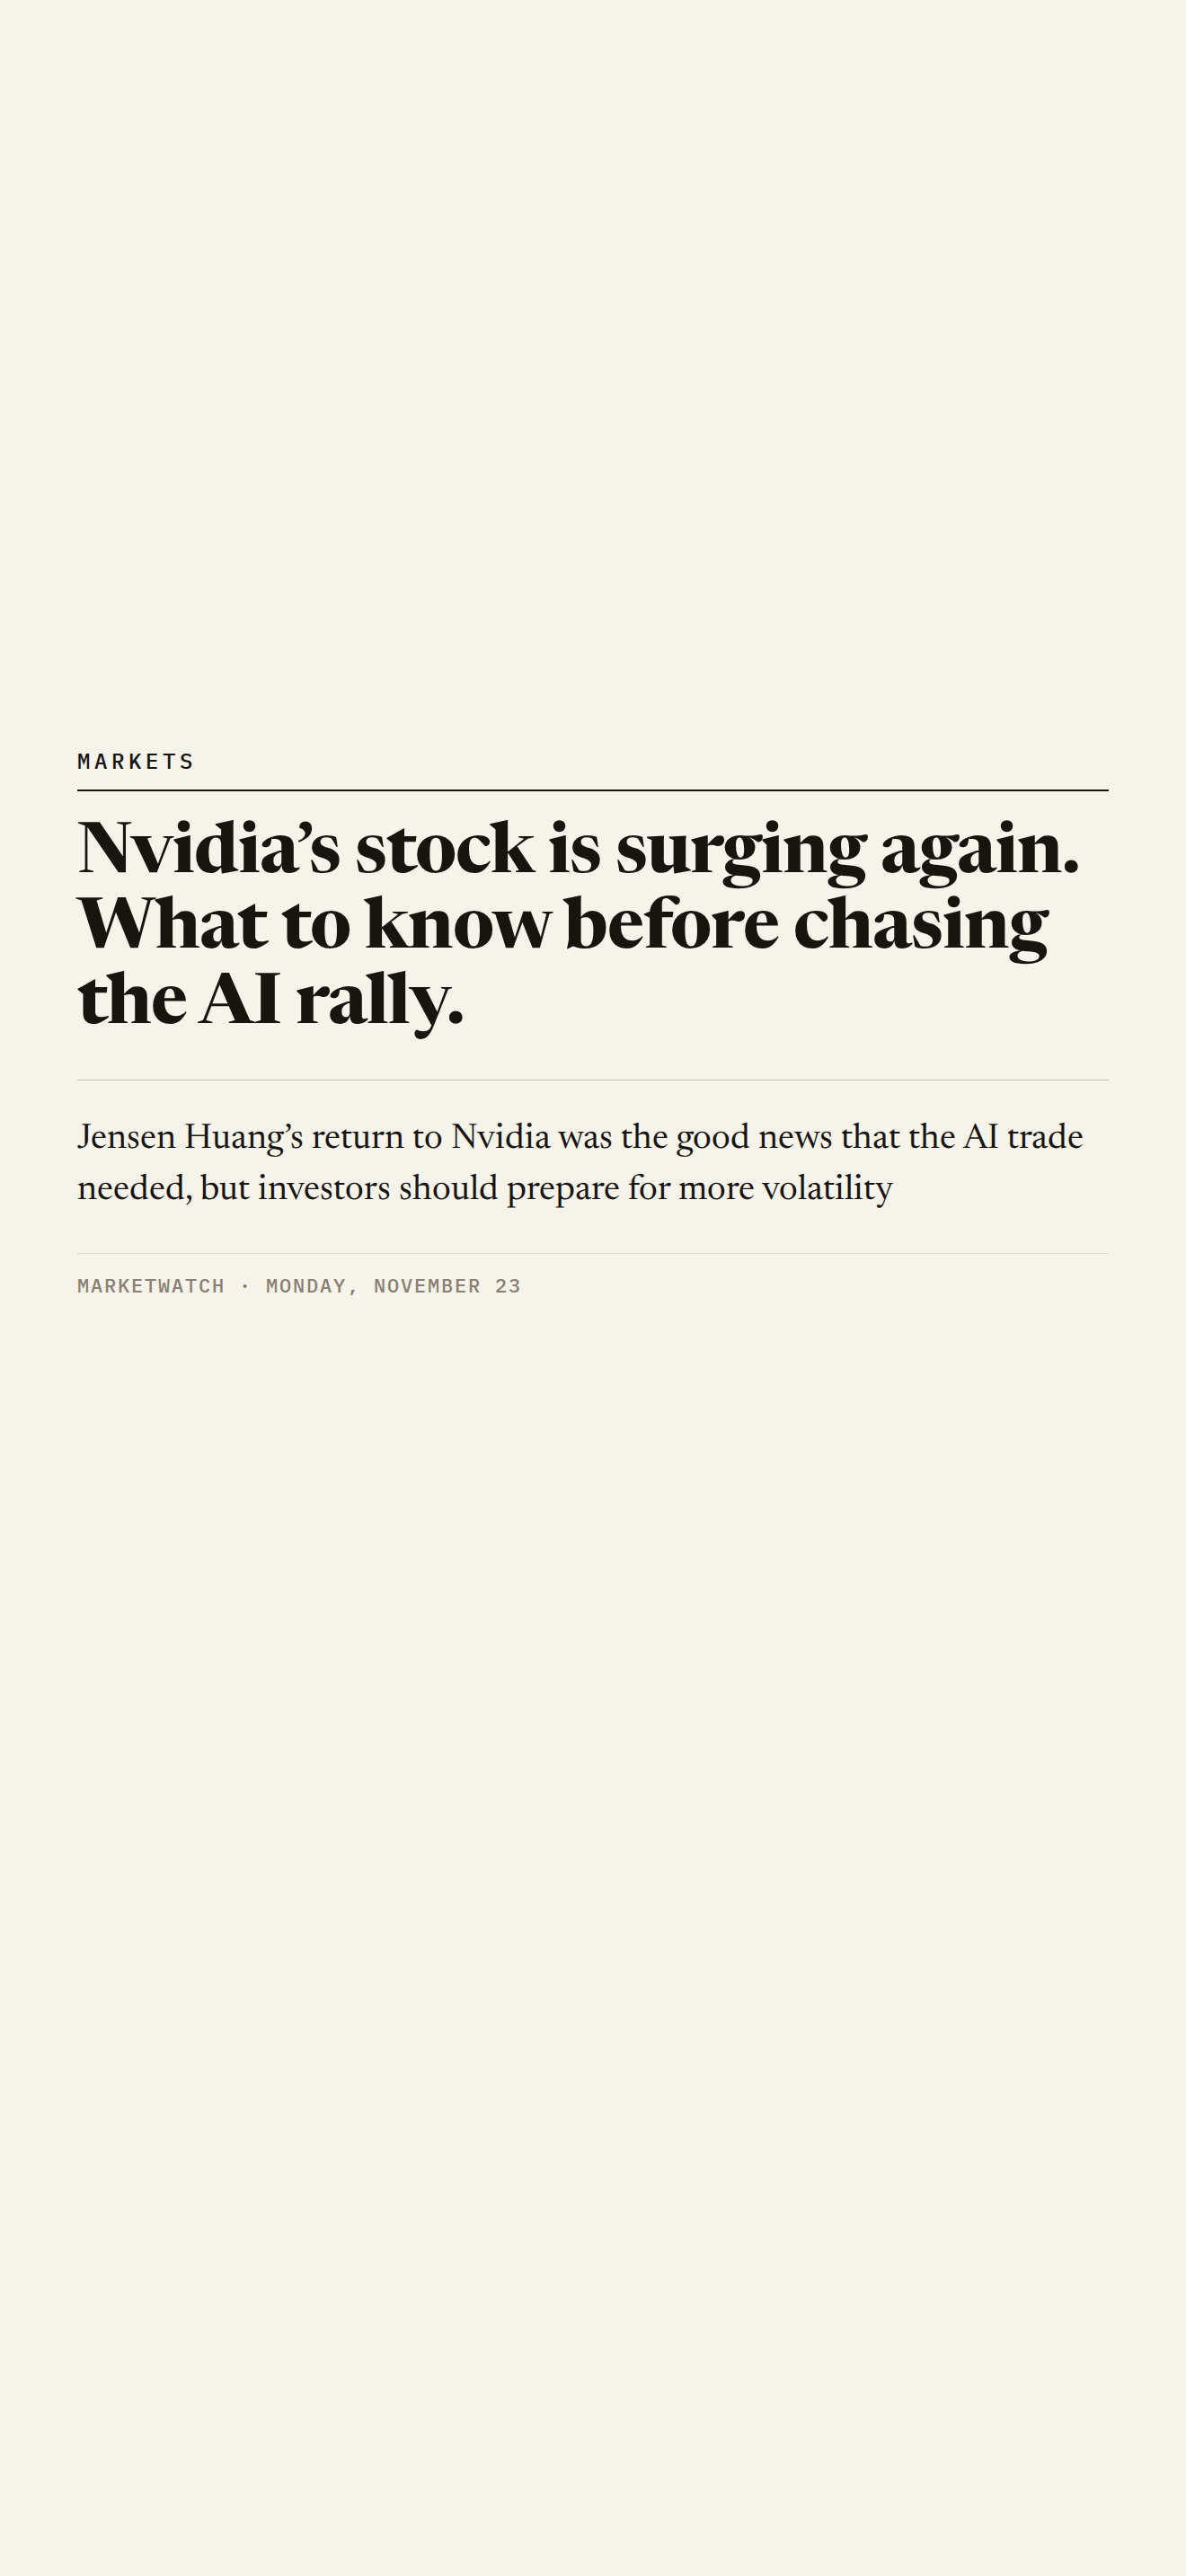 MARKETS
Nvidia’s stock is surging again.
What to know before chasing
the AI rally.
Jensen Huang’s return to Nvidia was the good news that the AI trade
needed, but investors should prepare for more volatility
MARKETWATCH · MONDAY, NOVEMBER 23